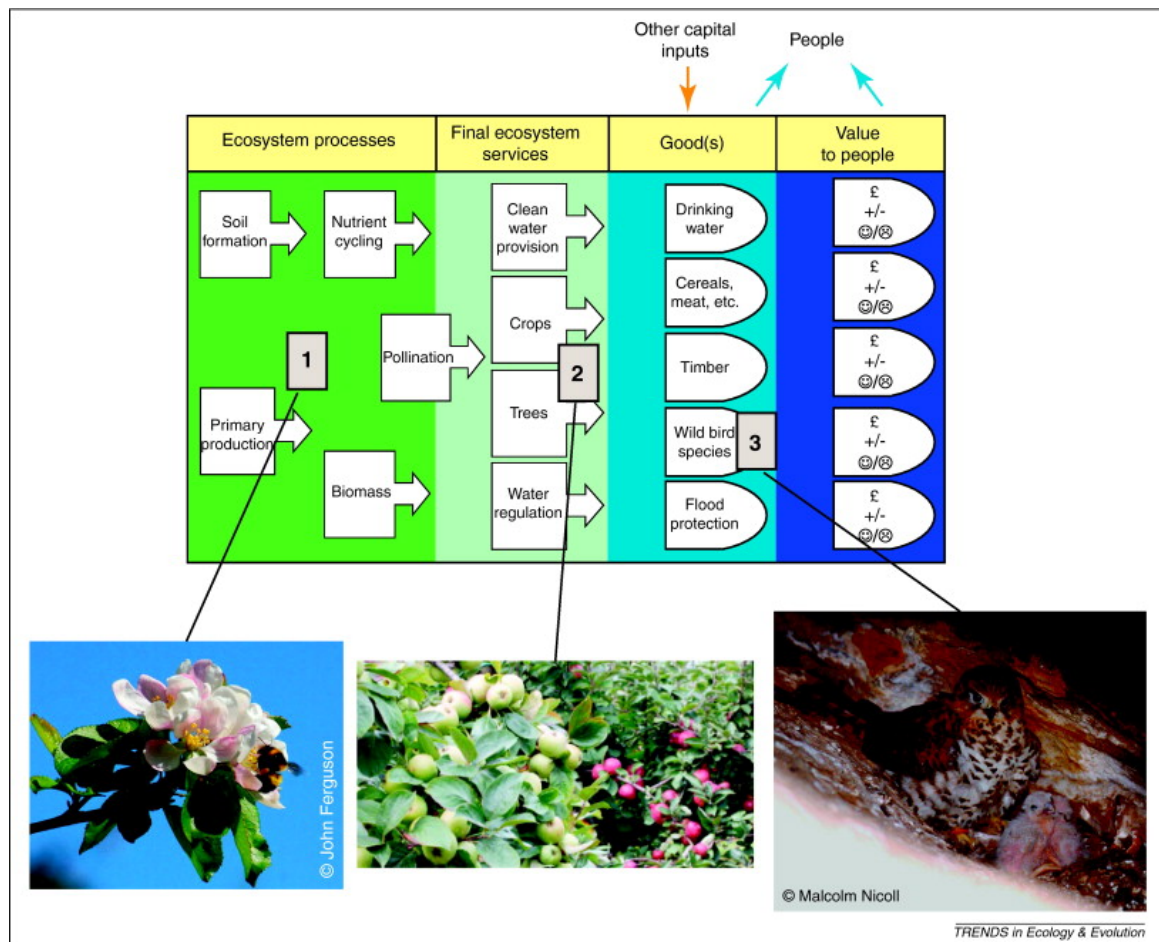 Other capital
inputs
People
Ecosystem processes
Final ecosystem
services
Good(s)
Value
to people
Soil
formation
Nutrient
cycling
Clean
water
provision
Drinking
water
£
+/-
☺/☹
Cereals,
meat, etc.
£
+/-
☺/☹
Crops
1
Pollination
2
Timber
£
+/-
☺/☹
Primary
production
Trees
Wild bird
species
3
£
+/-
☺/☹
Biomass
Water
regulation
Flood
protection
£
+/-
☺/☹
© John Ferguson
© Malcolm Nicoll
TRENDS in Ecology & Evolution